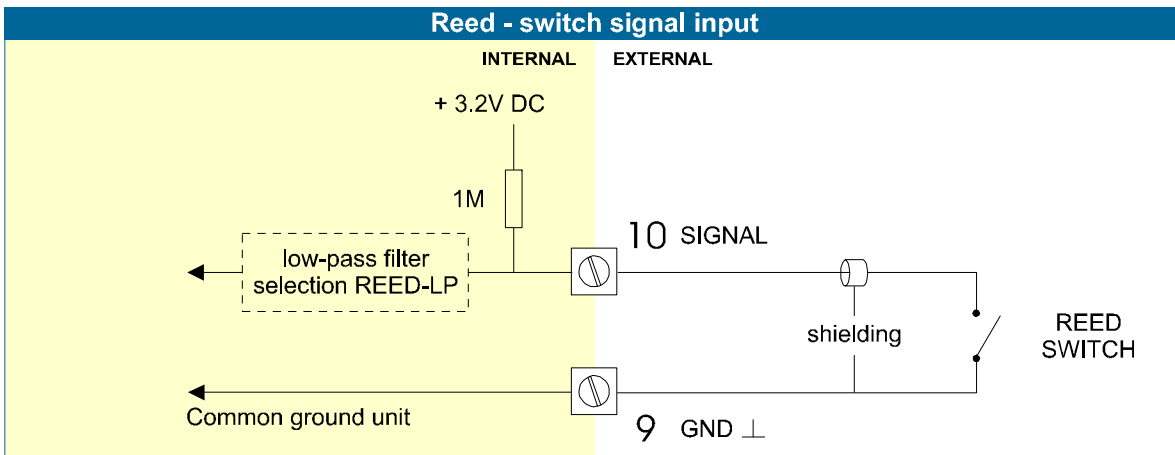 Reed - switch signal input
INTERNAL
EXTERNAL
+ 3.2V DC
1M
10 SIGNAL
low-pass filter
selection REED-LP
shielding
REED
SWITCH
Common ground unit
9 GND ⊥